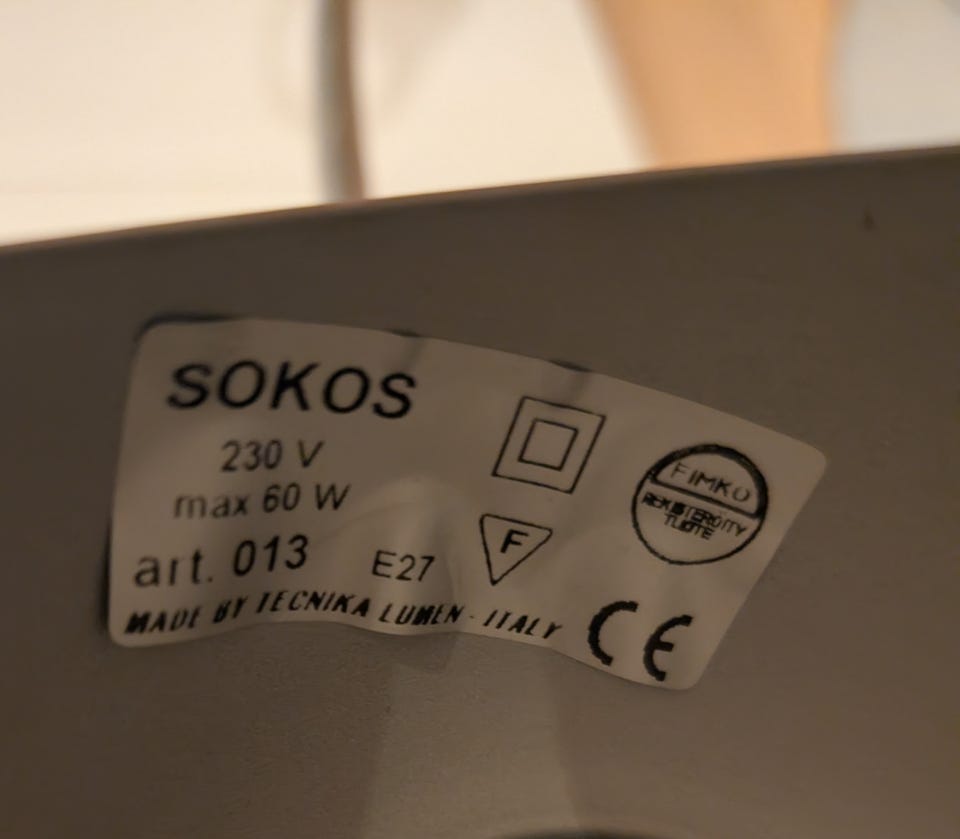 SOKOS
230 V
max 60 W
art. 013 E27
MADE BY TECNIKA LUMEN - ITALY
F
FIMKO
REKISTERÖITY
TUOTE
CE